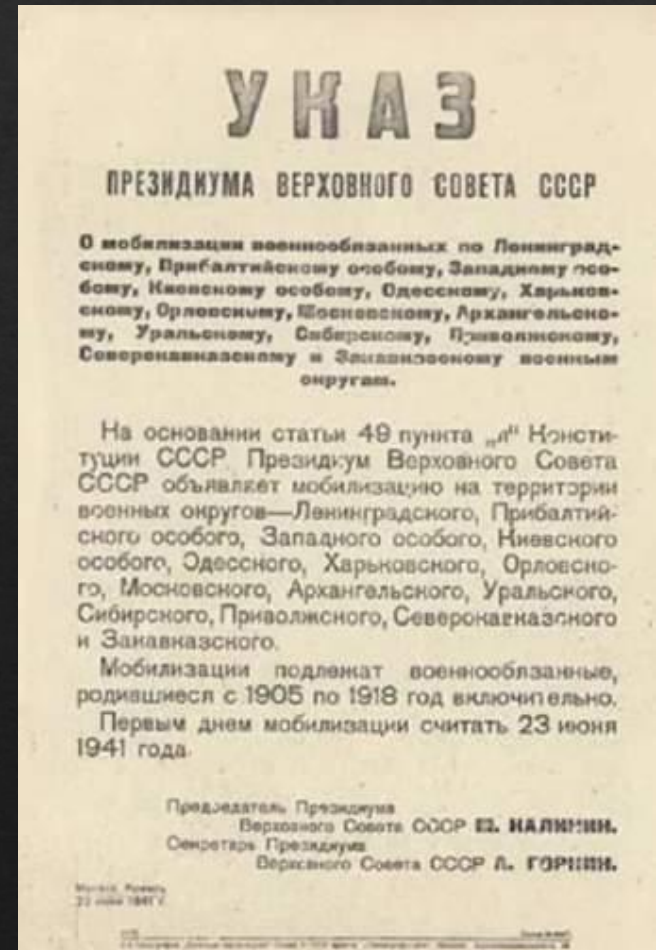 УКАЗ
ПРЕЗИДИУМА ВЕРХОВНОГО СОВЕТА СССР
О мобилизации военнообязанных по Ленинград-
скому, Прибалтийскому особому, Западному осо-
бому, Киевскому особому, Одесскому, Харьков-
скому, Орловскому, Московскому, Архангельско-
му, Уральскому, Сибирскому, Приволжскому,
Северокавказскому и Закавказскому военным
округам.
На основании статьи 49 пункта „л“ Консти-
туции СССР Президиум Верховного Совета
СССР объявляет мобилизацию на территории
военных округов—Ленинградского, Прибалтий-
ского особого, Западного особого, Киевского
особого, Одесского, Харьковского, Орловско-
го, Московского, Архангельского, Уральского,
Сибирского, Приволжского, Северокавказского
и Закавказского.
Мобилизации подлежат военнообязанные,
родившиеся с 1905 по 1918 год включительно.
Первым днем мобилизации считать 23 июня
1941 года.
Председатель Президиума
Верховного Совета СССР М. КАЛИНИН.
Секретарь Президиума
Верховного Совета СССР А. ГОРКИН.
Москва, Кремль
22 июня 1941 г.